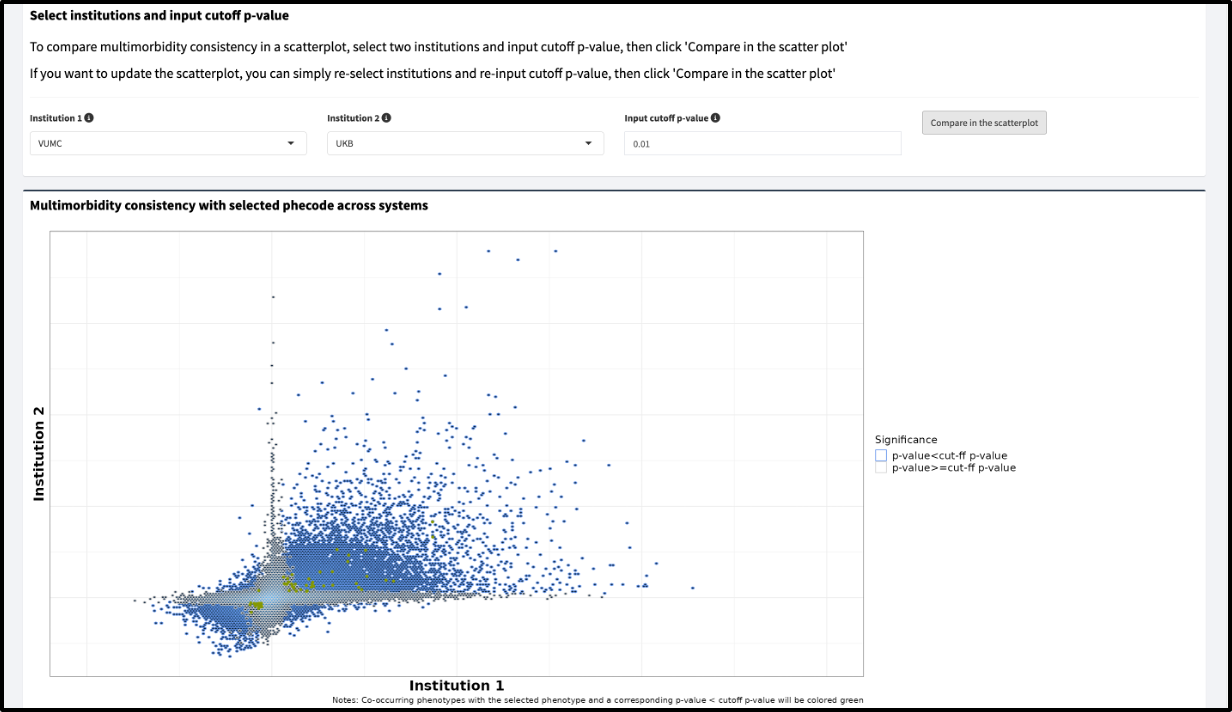 Select institutions and input cutoff p-value
To compare multimorbidity consistency in a scatterplot, select two institutions and input cutoff p-value, then click 'Compare in the scatter plot'
If you want to update the scatterplot, you can simply re-select institutions and re-input cutoff p-value, then click 'Compare in the scatter plot'
Institution 1
Institution 2
Input cutoff p-value
Compare in the scatterplot
VUMC
UKB
0.01
Multimorbidity consistency with selected phecode across systems
Institution 2
Significance
p-value<cut-ff p-value
p-value>=cut-ff p-value
Institution 1
Notes: Co-occurring phenotypes with the selected phenotype and a corresponding p-value < cutoff p-value will be colored green